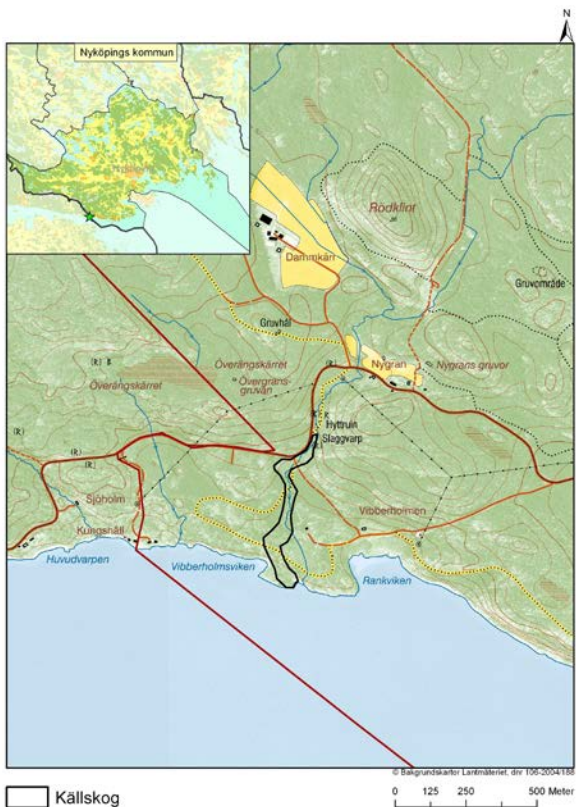 N
Nyköpings kommun
Rödklint
Dammkärr
Gruvområde
Gruvhål
Nygran
Nygrans gruvor
(R)
(R) B
Överängskärret
Överängskärret
Övergrans-
gruvan
(R)
(R)
(R)
R
Hyttruin
Slaggvarp
Sjöholm
Vibberholmen
Kungshäll
Huvudvarpen
Vibberholmsviken
Rankviken
© Bakgrundskartor Lantmäteriet, dnr 106-2004/188
Källskog
0 125 250 500 Meter